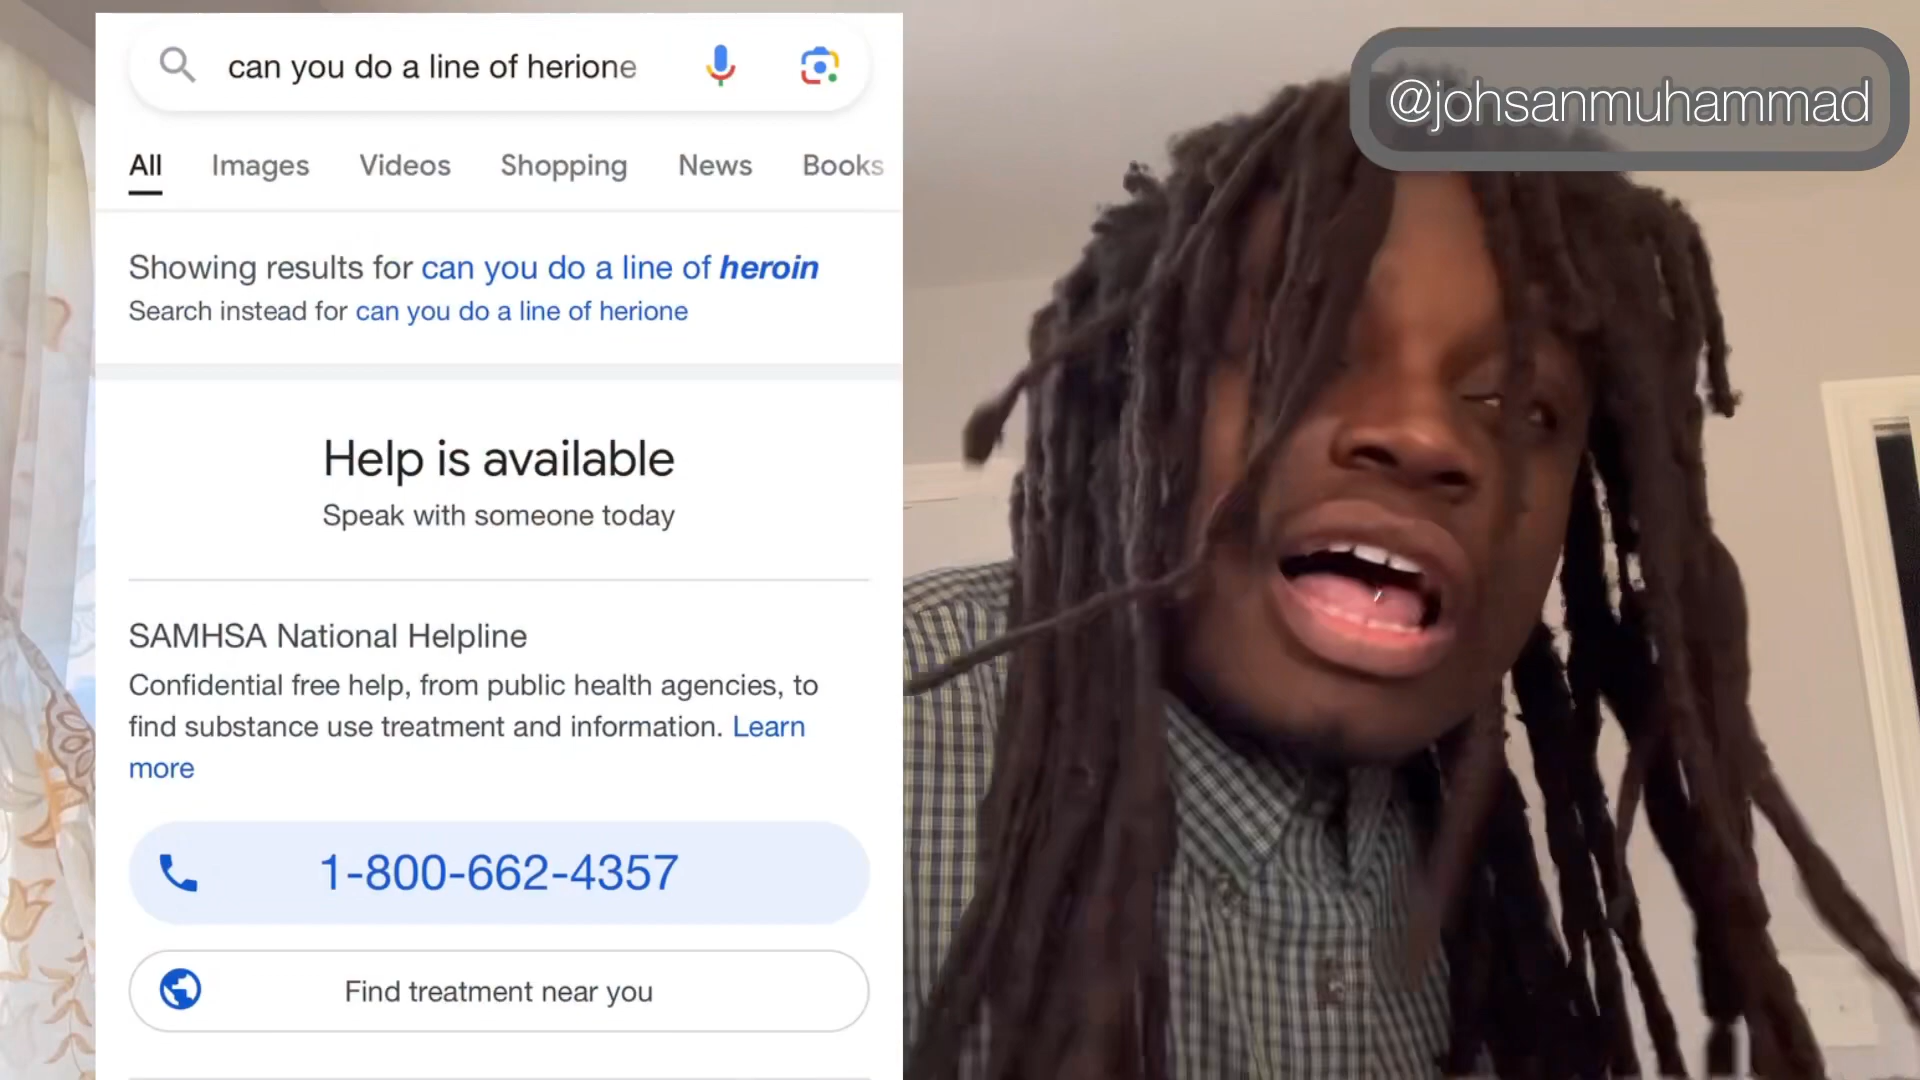 can you do a line of herione
All Images Videos Shopping News Books
Showing results for can you do a line of heroin
Search instead for can you do a line of herione
Help is available
Speak with someone today
SAMHSA National Helpline
Confidential free help, from public health agencies, to
find substance use treatment and information. Learn
more
1-800-662-4357
Find treatment near you
@johsanmuhammad